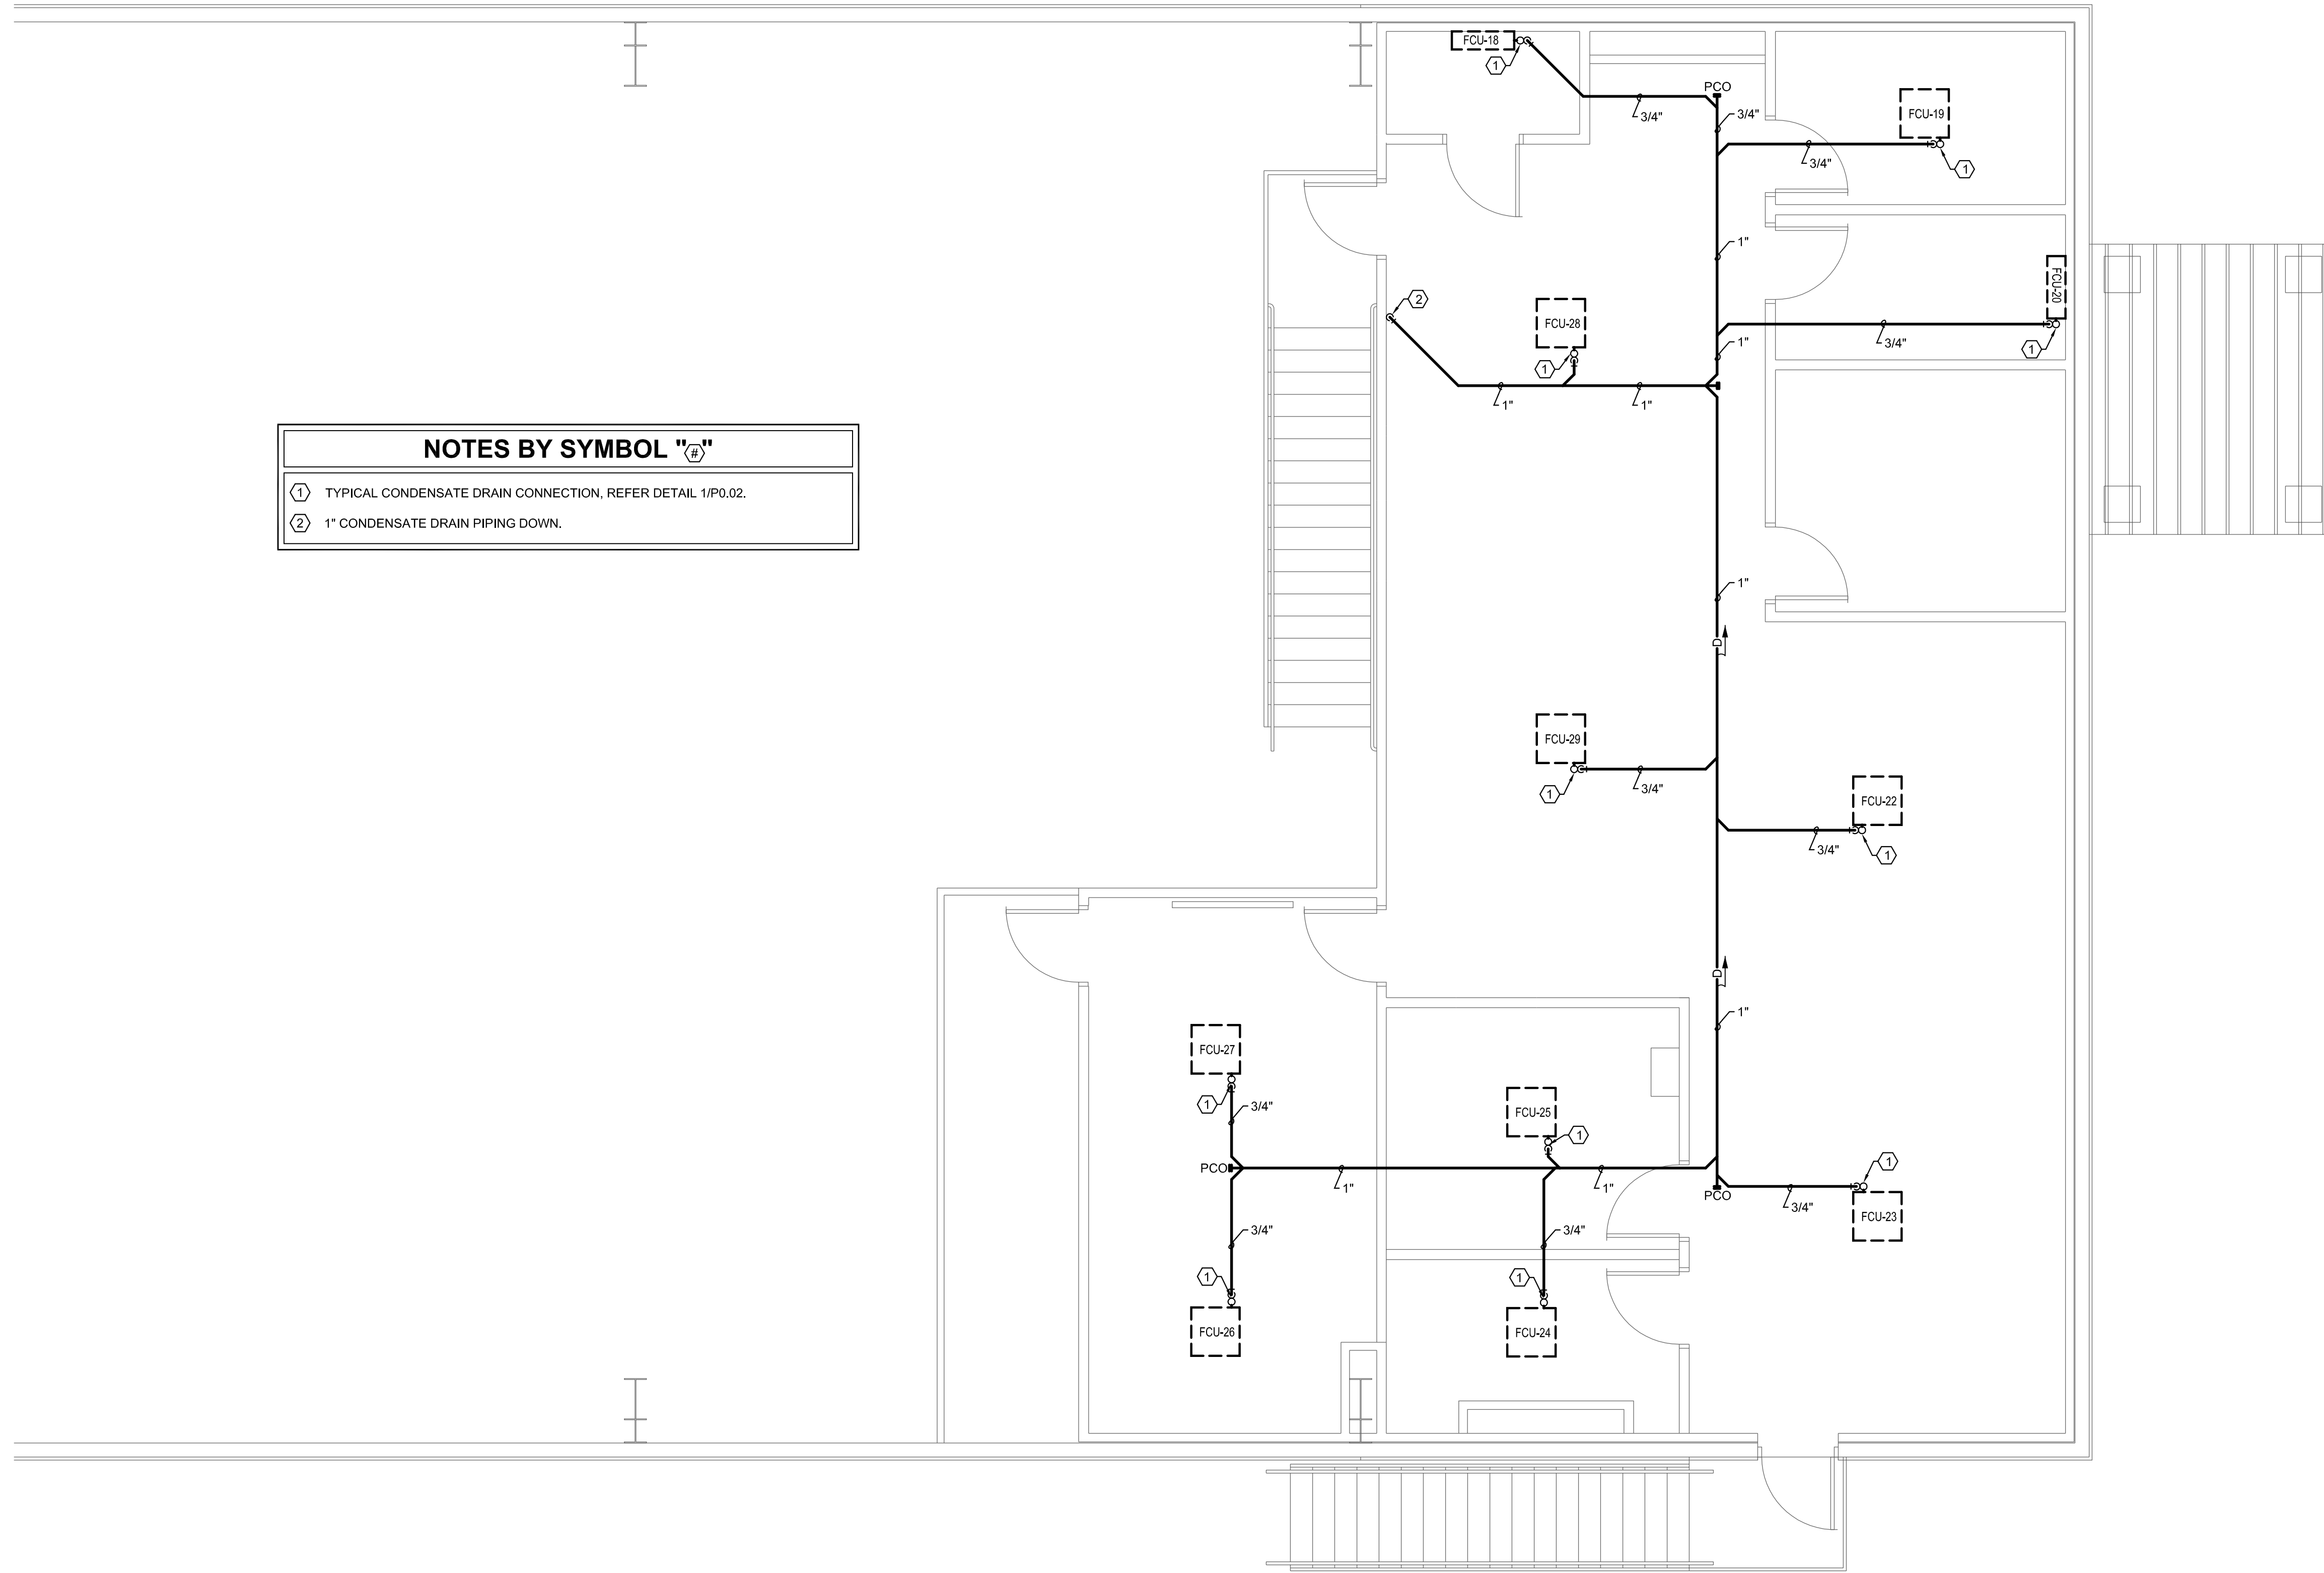 FCU-18
1
PCO
3/4"
3/4"
FCU-19
3/4"
1
1"
FCU-20
2
FCU-28
1"
3/4"
1
1
1"
1"
NOTES BY SYMBOL "#"
1 TYPICAL CONDENSATE DRAIN CONNECTION, REFER DETAIL 1/P0.02.
2 1" CONDENSATE DRAIN PIPING DOWN.
1"
D
FCU-29
3/4"
1
FCU-22
3/4"
1
D
1"
FCU-27
1
3/4"
FCU-25
1
PCO
1"
1"
1
PCO
3/4"
FCU-23
3/4"
3/4"
1
1
FCU-26
FCU-24